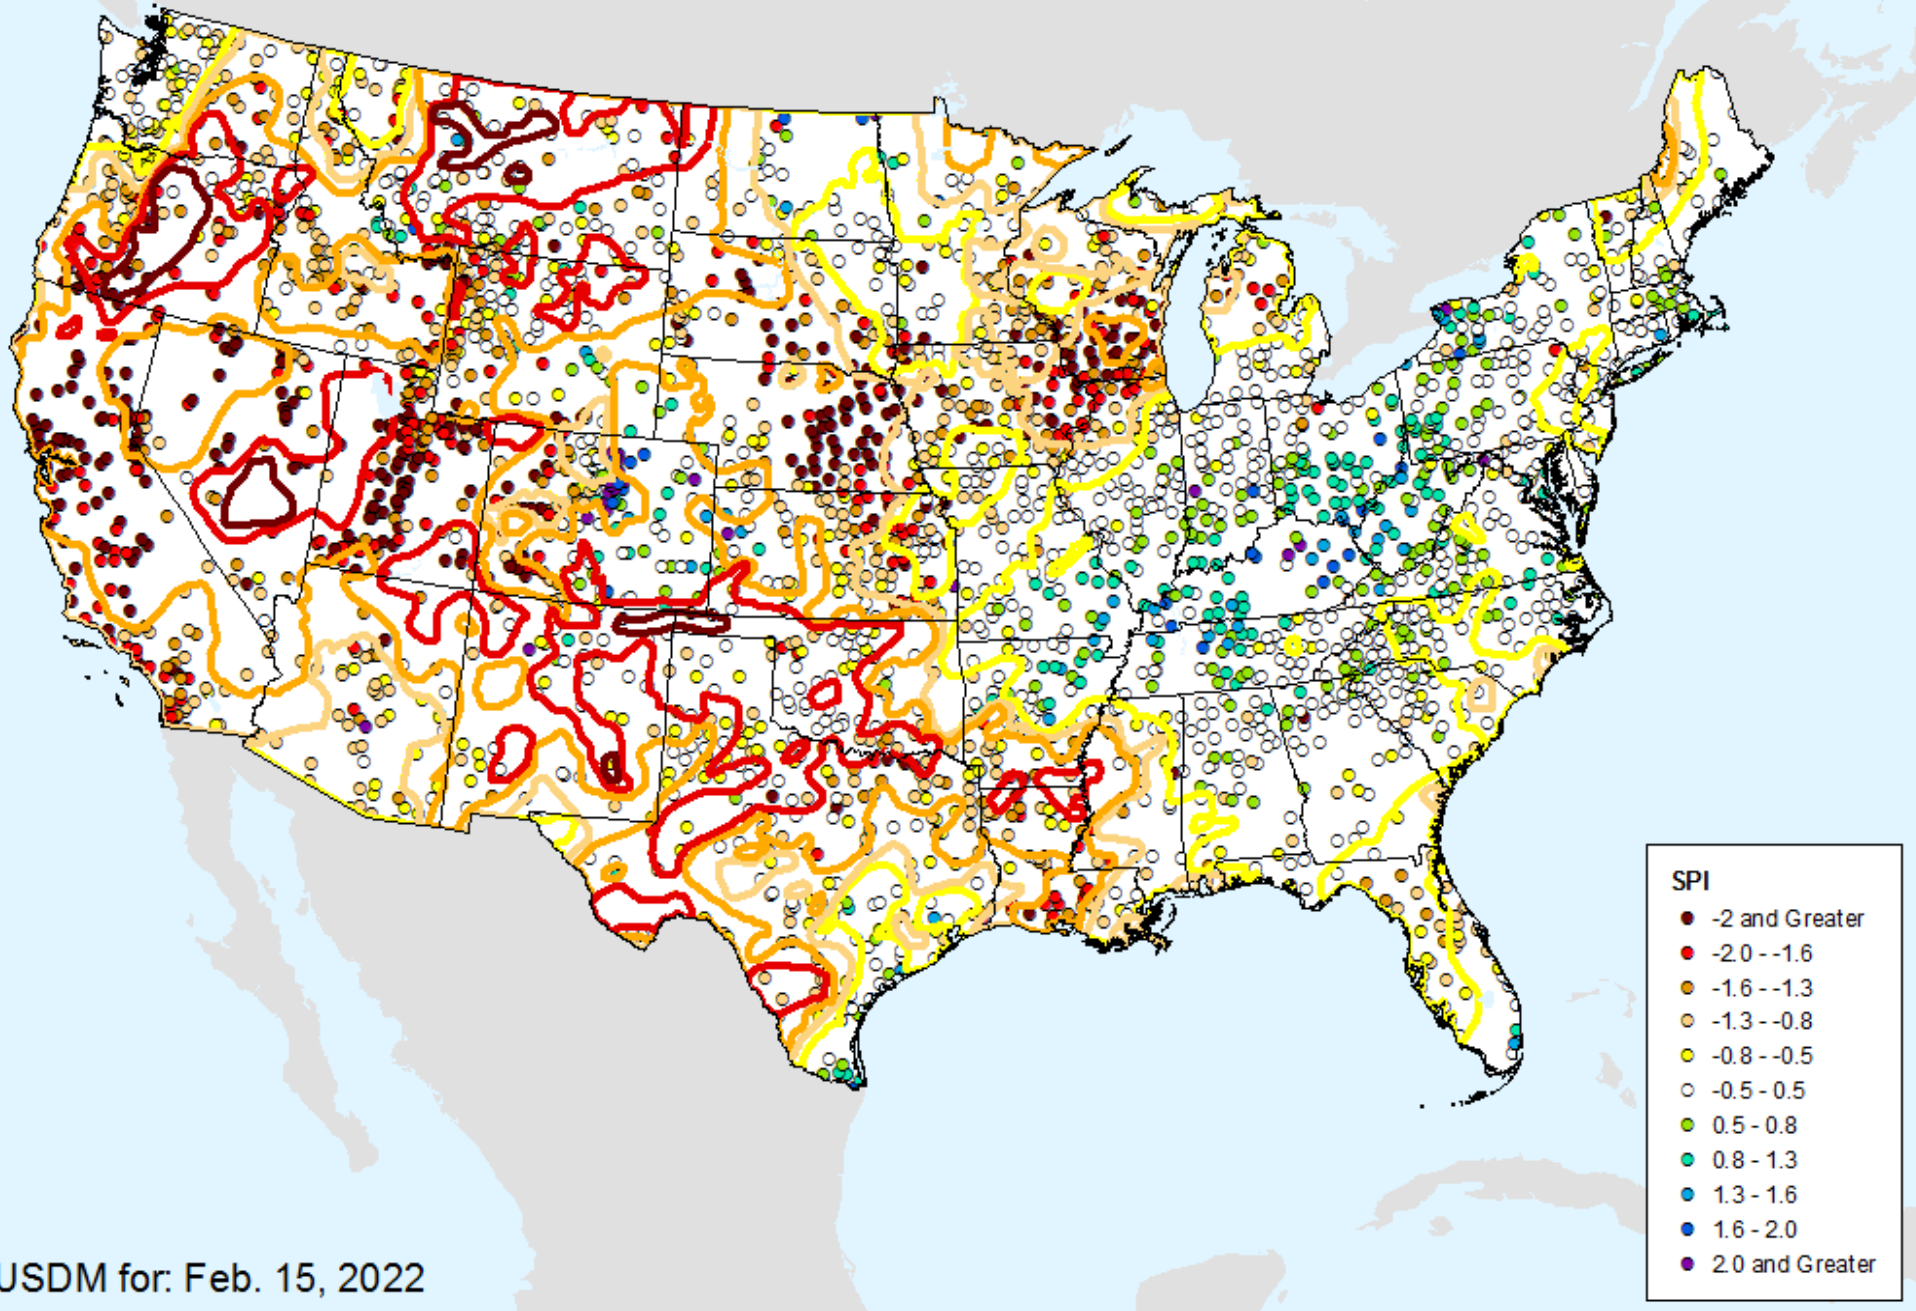 SPI
-2 and Greater
-2.0 - -1.6
-1.6 - -1.3
-1.3 - -0.8
-0.8 - -0.5
-0.5 - 0.5
0.5 - 0.8
0.8 - 1.3
1.3 - 1.6
1.6 - 2.0
2.0 and Greater
USDM for: Feb. 15, 2022